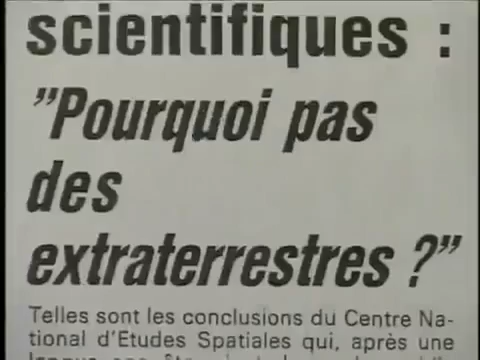 scientifiques :
"Pourquoi pas
des
extraterrestres ?"
Telles sont les conclusions du Centre Na-
tional d'Etudes Spatiales qui, après une